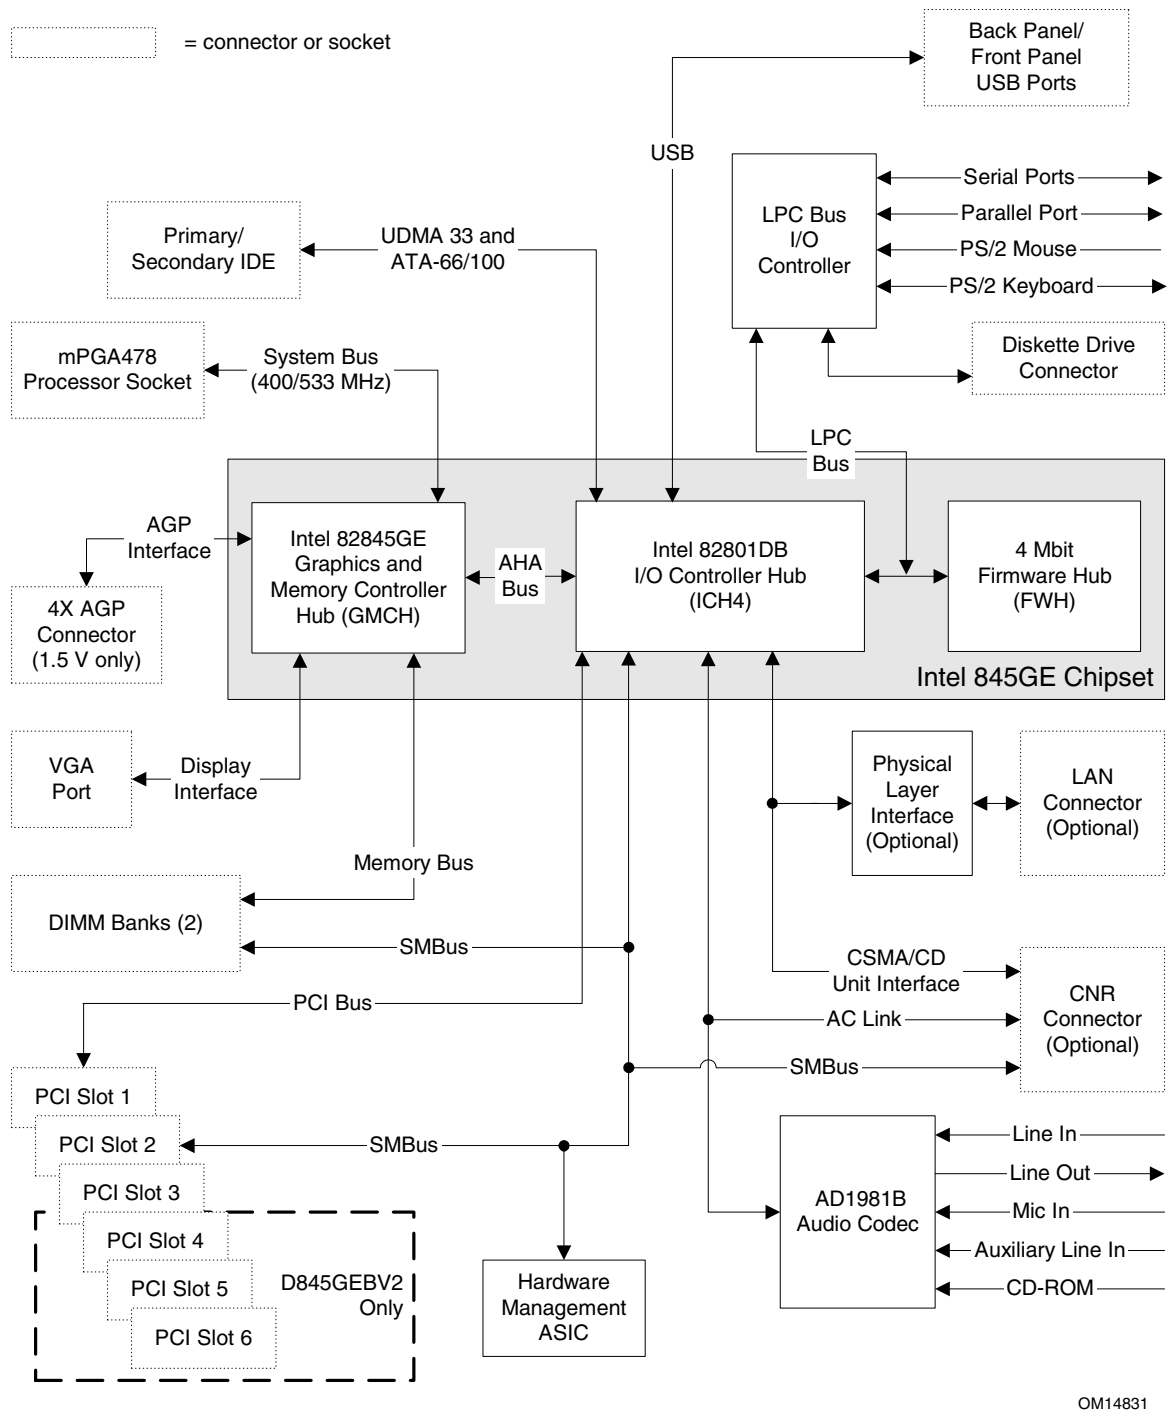 = connector or socket
Back Panel/
Front Panel
USB Ports
USB
LPC Bus
I/O
Controller
Serial Ports
Parallel Port
PS/2 Mouse
PS/2 Keyboard
Primary/
Secondary IDE
UDMA 33 and
ATA-66/100
mPGA478
Processor Socket
System Bus
(400/533 MHz)
Diskette Drive
Connector
LPC
Bus
AGP
Interface
Intel 82845GE
Graphics and
Memory Controller
Hub (GMCH)
AHA
Bus
Intel 82801DB
I/O Controller Hub
(ICH4)
4 Mbit
Firmware Hub
(FWH)
4X AGP
Connector
(1.5 V only)
Intel 845GE Chipset
VGA
Port
Display
Interface
Physical
Layer
Interface
(Optional)
LAN
Connector
(Optional)
Memory Bus
DIMM Banks (2)
SMBus
CSMA/CD
Unit Interface
PCI Bus
AC Link
CNR
Connector
(Optional)
SMBus
PCI Slot 1
PCI Slot 2
SMBus
PCI Slot 3
PCI Slot 4
PCI Slot 5
PCI Slot 6
D845GEBV2
Only
Hardware
Management
ASIC
AD1981B
Audio Codec
Line In
Line Out
Mic In
Auxiliary Line In
CD-ROM
OM14831